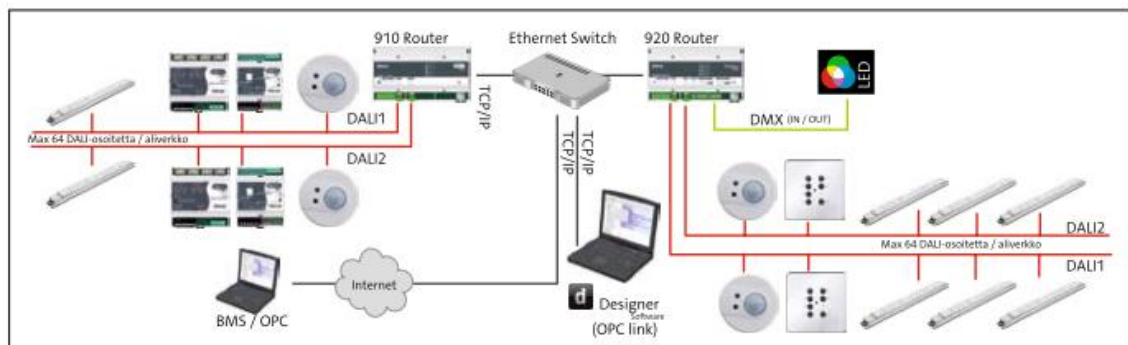 910 Router
Ethernet Switch
920 Router
LED
TCP/IP
DALI1
DMX (IN / OUT)
Max 64 DALI-osoitetta / aliverkko
DALI2
TCP/IP
TCP/IP
DALI2
Max 64 DALI-osoitetta / aliverkko
DALI1
Internet
d
Designer
Software
(OPC link)
BMS / OPC